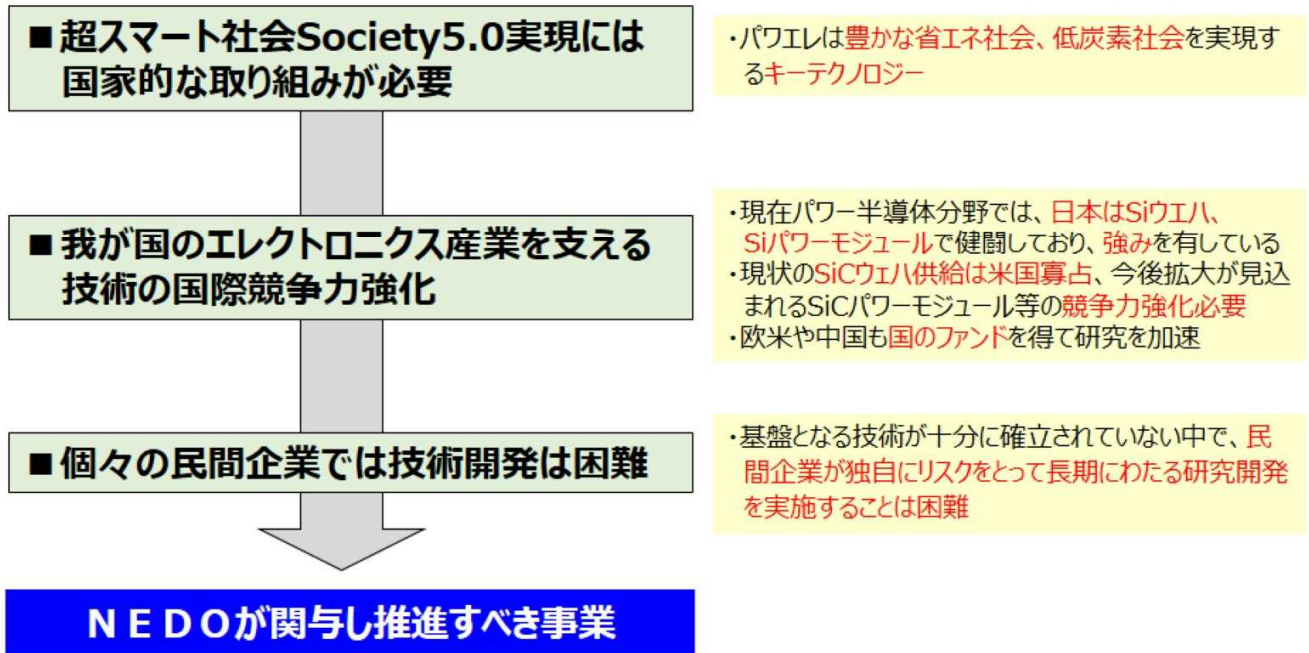 ■超スマート社会Society5.0実現には
国家的な取り組みが必要
・パワエレは豊かな省エネ社会、低炭素社会を実現す
るキーテクノロジー
■我が国のエレクトロニクス産業を支える
技術の国際競争力強化
・現在パワー半導体分野では、日本はSiウエハ、
Siパワーモジュールで健闘しており、強みを有している
・現状のSiCウェハ供給は米国寡占、今後拡大が見込
まれるSiCパワーモジュール等の競争力強化必要
・欧米や中国も国のファンドを得て研究を加速
■個々の民間企業では技術開発は困難
・基盤となる技術が十分に確立されていない中で、民
間企業が独自にリスクをとって長期にわたる研究開発
を実施することは困難
ＮＥＤＯが関与し推進すべき事業